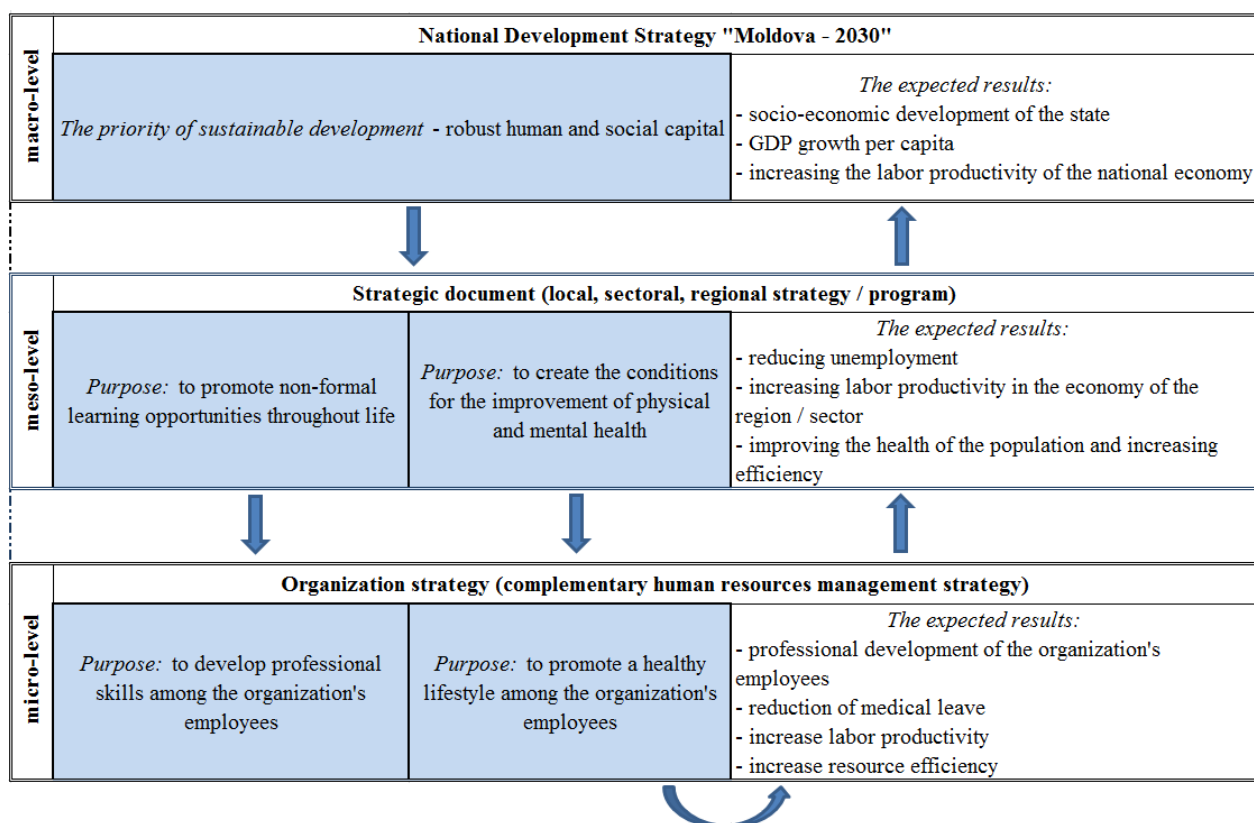 macro-level
National Development Strategy "Moldova - 2030"
The priority of sustainable development - robust human and social capital
The expected results:
- socio-economic development of the state
- GDP growth per capita
- increasing the labor productivity of the national economy
meso-level
Strategic document (local, sectoral, regional strategy / program)
Purpose: to promote non-formal
learning opportunities throughout life
Purpose: to create the conditions
for the improvement of physical
and mental health
The expected results:
- reducing unemployment
- increasing labor productivity in the economy of the
region / sector
- improving the health of the population and increasing
efficiency
micro-level
Organization strategy (complementary human resources management strategy)
Purpose: to develop professional
skills among the organization's
employees
Purpose: to promote a healthy
lifestyle among the organization's
employees
The expected results:
- professional development of the organization's
employees
- reduction of medical leave
- increase labor productivity
- increase resource efficiency